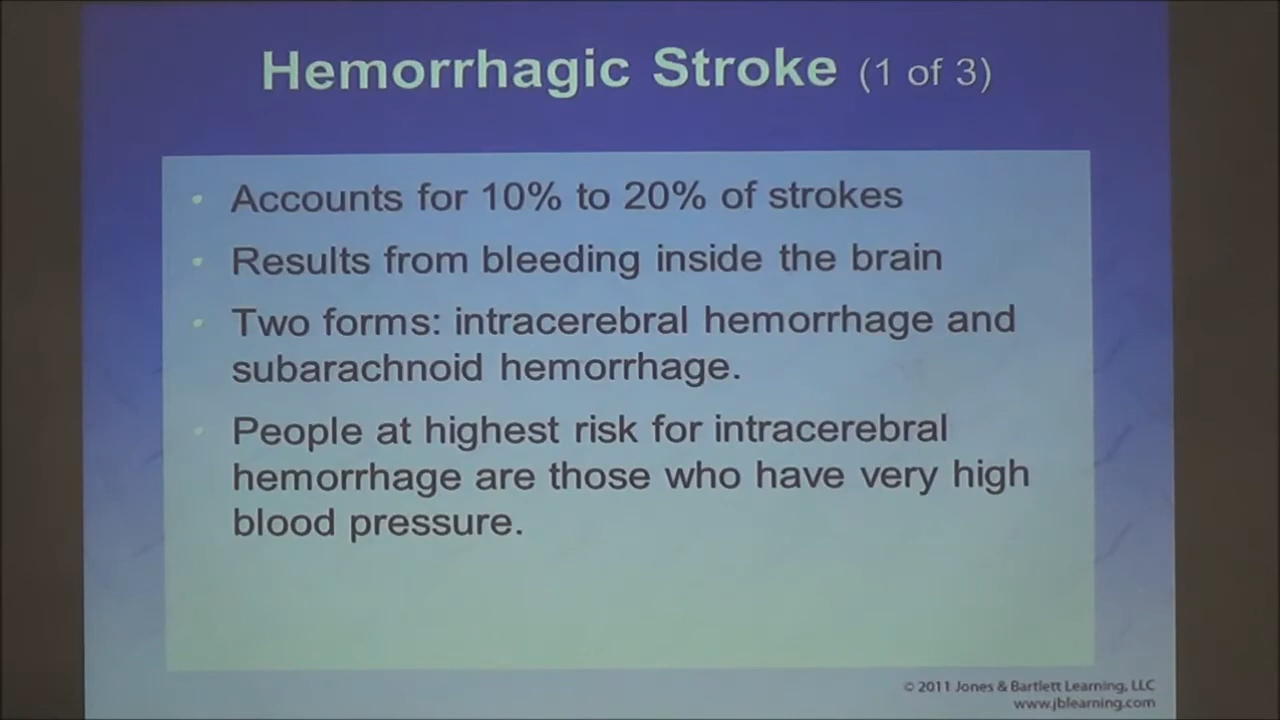 Hemorrhagic Stroke (1 of 3)
• Accounts for 10% to 20% of strokes
• Results from bleeding inside the brain
• Two forms: intracerebral hemorrhage and
subarachnoid hemorrhage.
• People at highest risk for intracerebral
hemorrhage are those who have very high
blood pressure.
© 2011 Jones & Bartlett Learning, LLC
www.jblearning.com